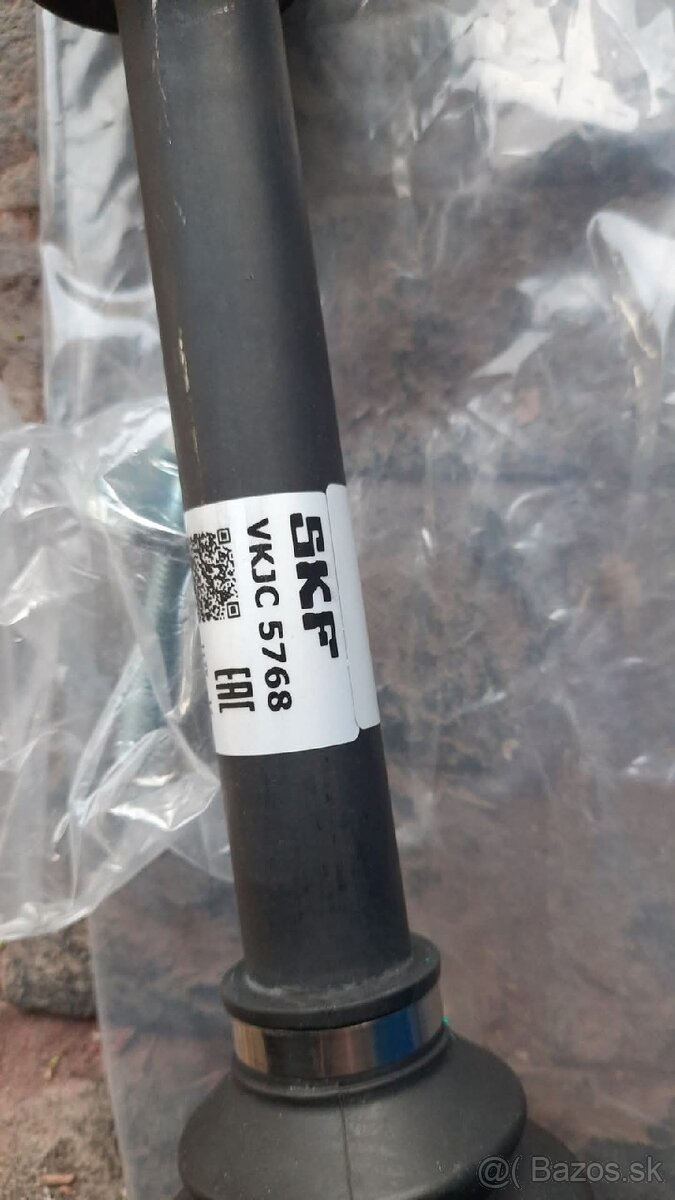 SKF
VKJC 5768
EAC
@( Bazos.sk